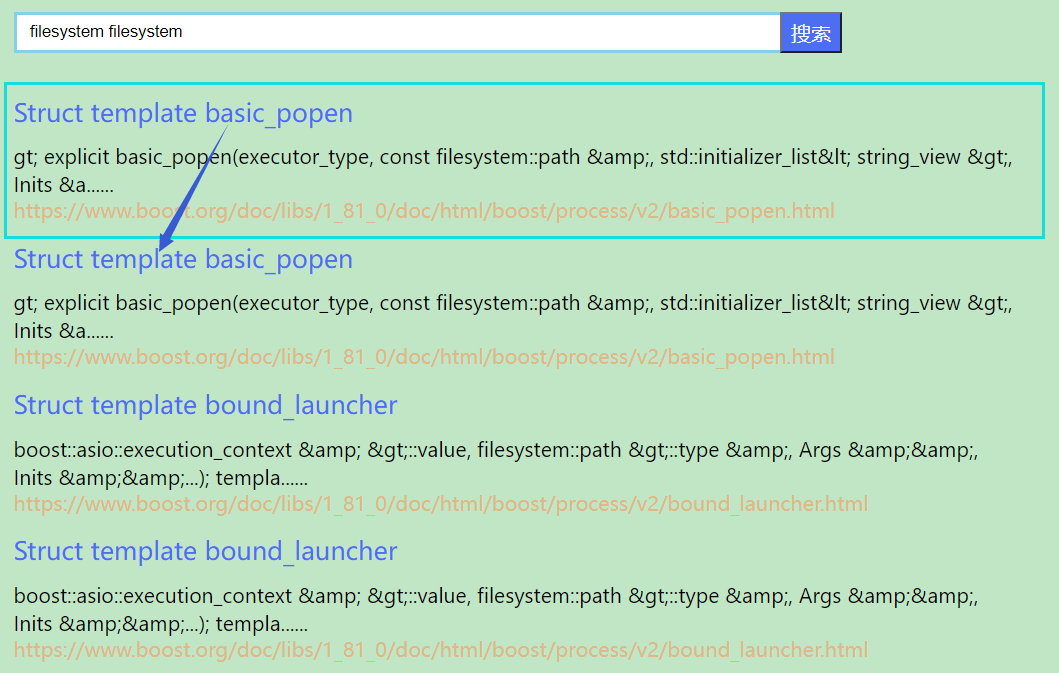 filesystem filesystem
搜索
Struct template basic_popen
gt; explicit basic_popen(executor_type, const filesystem::path &amp;, std::initializer_list&lt; string_view &gt;,
Inits &a......
https://www.boost.org/doc/libs/1_81_0/doc/html/boost/process/v2/basic_popen.html
Struct template basic_popen
gt; explicit basic_popen(executor_type, const filesystem::path &amp;, std::initializer_list&lt; string_view &gt;,
Inits &a......
https://www.boost.org/doc/libs/1_81_0/doc/html/boost/process/v2/basic_popen.html
Struct template bound_launcher
boost::asio::execution_context &amp; &gt;::value, filesystem::path &gt;::type &amp;, Args &amp;&amp;,
Inits &amp;&amp;...); templa......
https://www.boost.org/doc/libs/1_81_0/doc/html/boost/process/v2/bound_launcher.html
Struct template bound_launcher
boost::asio::execution_context &amp; &gt;::value, filesystem::path &gt;::type &amp;, Args &amp;&amp;,
Inits &amp;&amp;...); templa......
https://www.boost.org/doc/libs/1_81_0/doc/html/boost/process/v2/bound_launcher.html